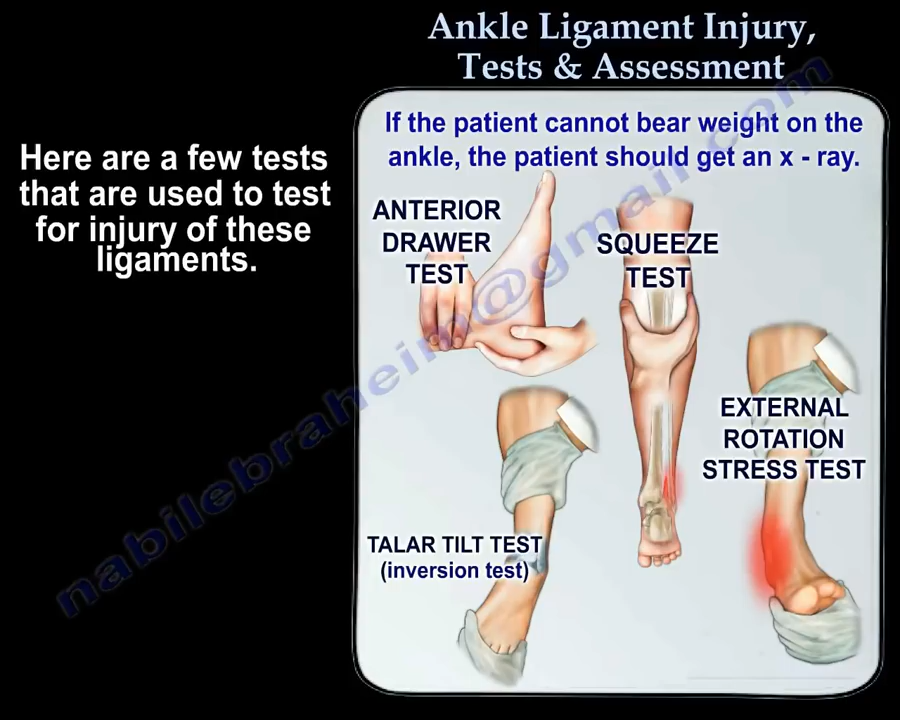 Ankle Ligament Injury,
Tests & Assessment
Here are a few tests
that are used to test
for injury of these
ligaments.
If the patient cannot bear weight on the
ankle, the patient should get an x - ray.
ANTERIOR
DRAWER
TEST
SQUEEZE
TEST
EXTERNAL
ROTATION
STRESS TEST
TALAR TILT TEST
(inversion test)
nabilebraheim@gmail.com